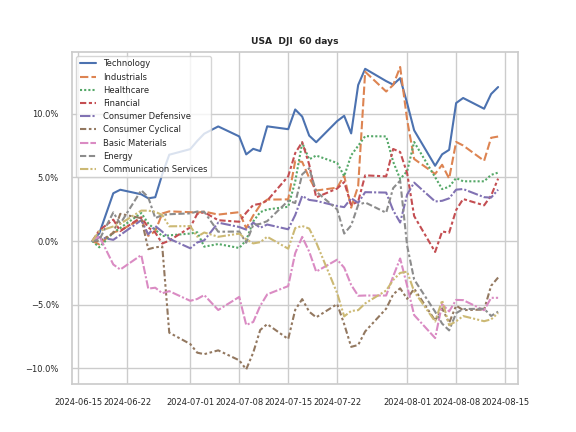 USA DJI 60 days
Technology
Industrials
Healthcare
Financial
Consumer Defensive
Consumer Cyclical
Basic Materials
Energy
Communication Services
10.0%
5.0%
0.0%
−5.0%
−10.0%
2024-06-15 2024-06-22 2024-07-01 2024-07-08 2024-07-15 2024-07-22 2024-08-01 2024-08-08 2024-08-15